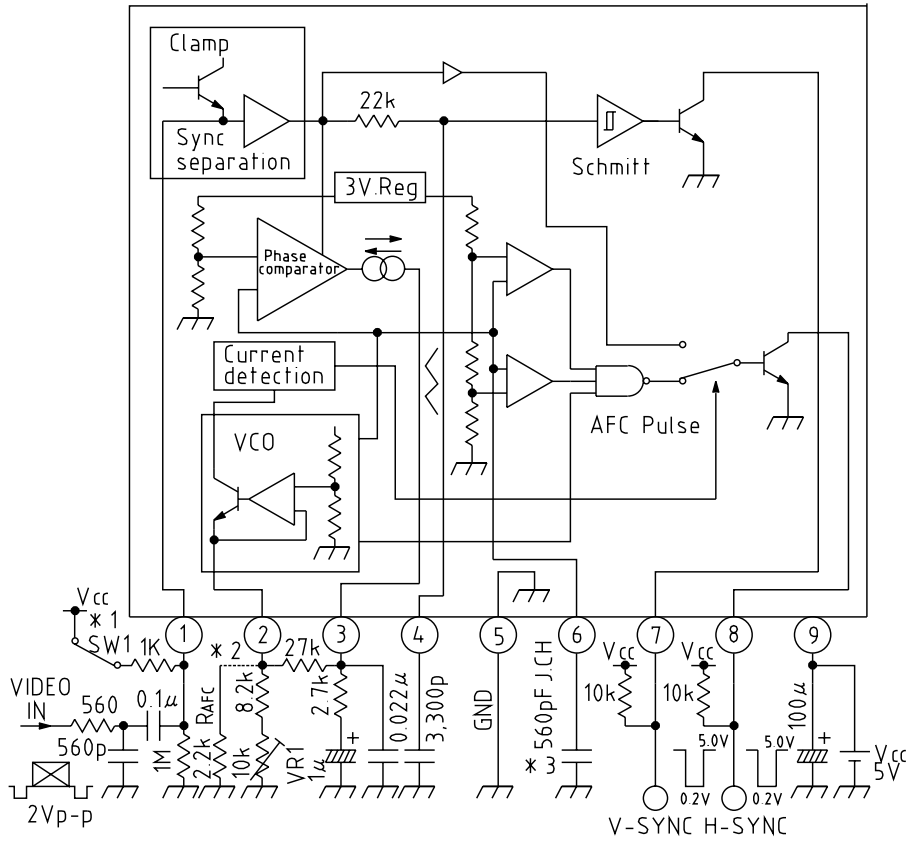 Clamp
Sync
separation
22k
Schmitt
3V.Reg
Phase
comparator
Current
detection
AFC Pulse
VCO
Vcc
* 1
SW1
1K
1
2
3
4
5
6
7
8
9
* 2
27k
VIDEO
IN
560
0.1μ
560p
1M
RAFC
2.2k
8.2k
10k
VR1
2.7k
1μ
+
0.022μ
3,300p
GND
560pF J.CH
* 3
Vcc
10k
Vcc
10k
5.0V
0.2V
5.0V
0.2V
100μ
+
Vcc
5V
2Vp-p
V-SYNC
H-SYNC